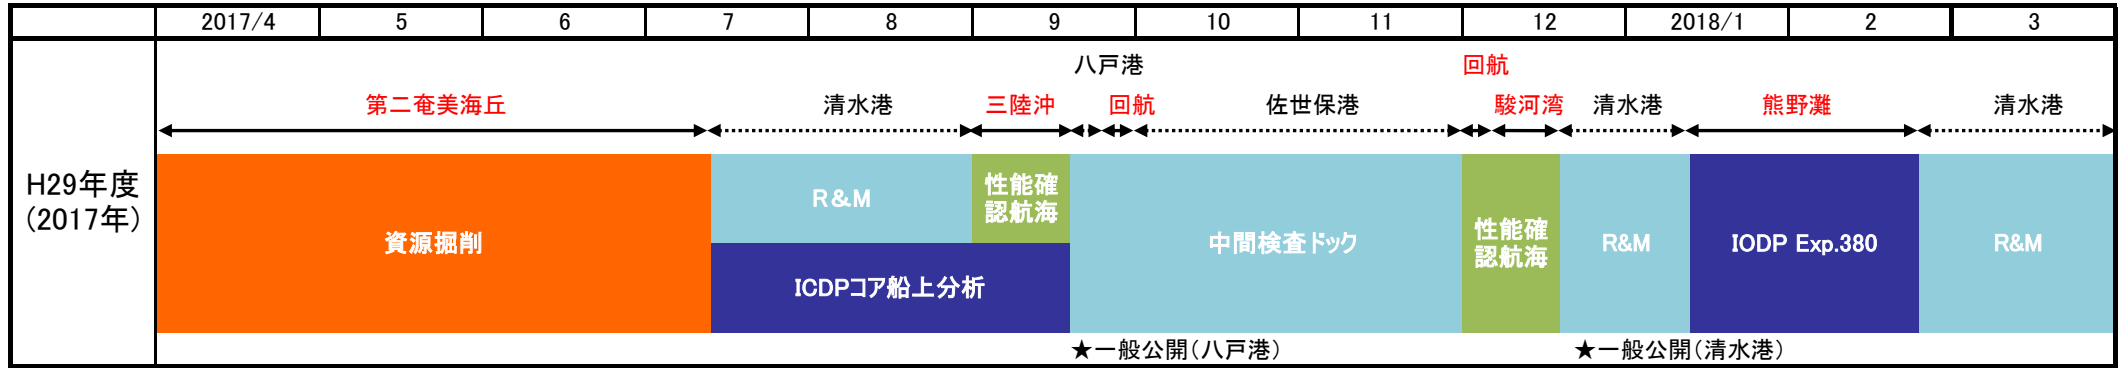 2017/4 5 6 7 8 9 10 11 12 2018/1 2 3
八戸港 回航
第二奄美海丘 清水港 三陸沖 回航 佐世保港 駿河湾 清水港 熊野灘 清水港
H29年度
(2017年)
資源掘削
R&M
性能確
認航海
ICDPコア船上分析
中間検査ドック
性能確
認航海
R&M
IODP Exp.380
R&M
★一般公開(八戸港) ★一般公開(清水港)